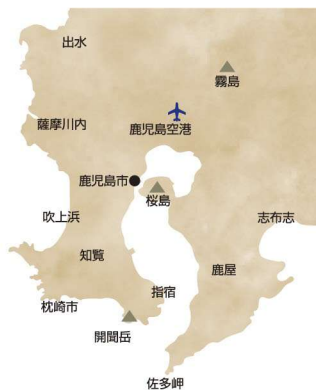 出水
霧島
薩摩川内
鹿児島空港
鹿児島市
桜島
吹上浜
志布志
知覧
鹿屋
指宿
枕崎市
開聞岳
佐多岬